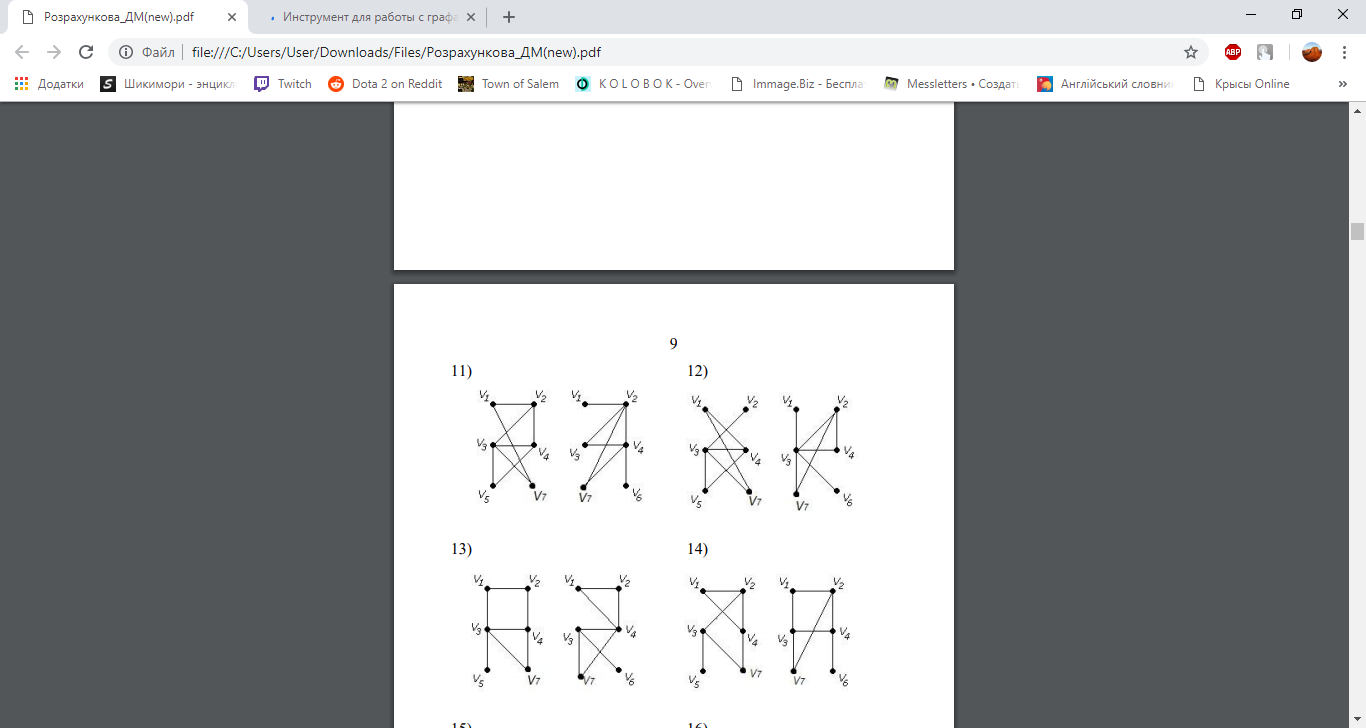 Розрахункова_ДМ(new).pdf
Инструмент для работы с графа
Файл file:///C:/Users/User/Downloads/Files/Розрахункова_ДМ(new).pdf
ABP
Додатки Шикимори - энцикл Twitch Dota 2 on Reddit Town of Salem K O L O B O K - Over Immage.Biz - Беспла Messletters • Создат Англійський словни Крысы Online »
9
11) 12)
V1 V2 V1 V2 V1 V2 V1 V2
V3 V4 V3 V4 V3 V4 V3 V4
V5 V7 V7 V6 V5 V7 V7 V6
13) 14)
V1 V2 V1 V2 V1 V2 V1 V2
V3 V4 V3 V4 V3 V4 V3 V4
V5 V7 V7 V6 V5 V7 V7 V6
15) 16)